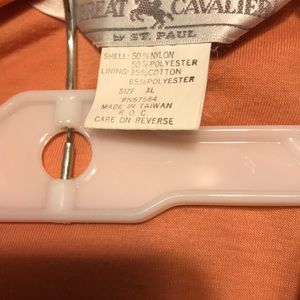 GREAT CAVALIER
by ST. PAUL
SHELL: 50%NYLON
50%POLYESTER
LINING: 35%COTTON
65%POLYESTER
SIZE XL
RN67584
MADE IN TAIWAN
R O C
CARE ON REVERSE